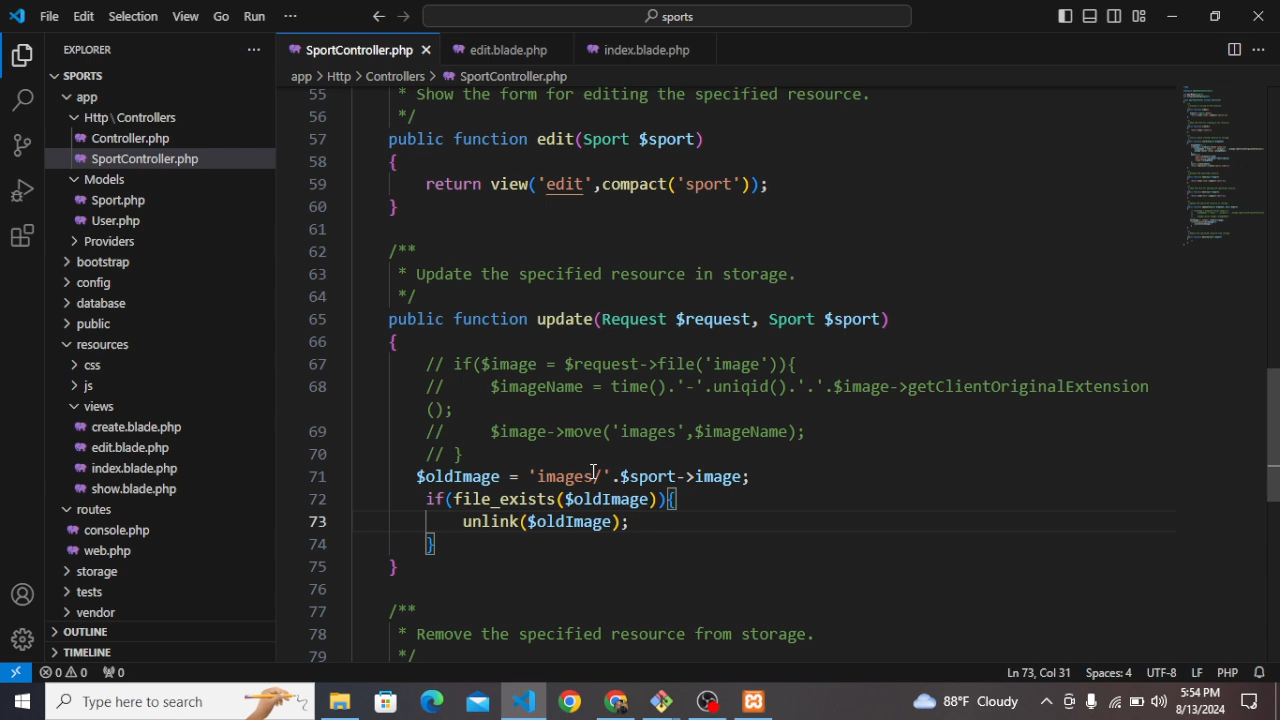 File Edit Selection View Go Run ··· sports
EXPLORER ···
SPORTS
app
Http \ Controllers
Controller.php
SportController.php
Models
Sport.php
User.php
Providers
bootstrap
config
database
public
resources
css
js
views
create.blade.php
edit.blade.php
index.blade.php
show.blade.php
routes
console.php
web.php
storage
tests
vendor
OUTLINE
TIMELINE
SportController.php edit.blade.php index.blade.php
app > Http > Controllers > SportController.php
55 * Show the form for editing the specified resource.
56 */
57 public function edit(Sport $sport)
58 {
59 return view('edit',compact('sport'));
60 }
61
62 /**
63 * Update the specified resource in storage.
64 */
65 public function update(Request $request, Sport $sport)
66 {
67 // if($image = $request->file('image')){
68 // $imageName = time().'-'.uniqid().'.'.$image->getClientOriginalExtension
();
69 // $image->move('images',$imageName);
70 // }
71 $oldImage = 'images/'.$sport->image;
72 if(file_exists($oldImage)){
73 unlink($oldImage);
74 }
75 }
76
77 /**
78 * Remove the specified resource from storage.
79 */
0 0 0 Ln 73, Col 31 Spaces: 4 UTF-8 LF PHP
Type here to search 88°F Cloudy 5:54 PM
8/13/2024